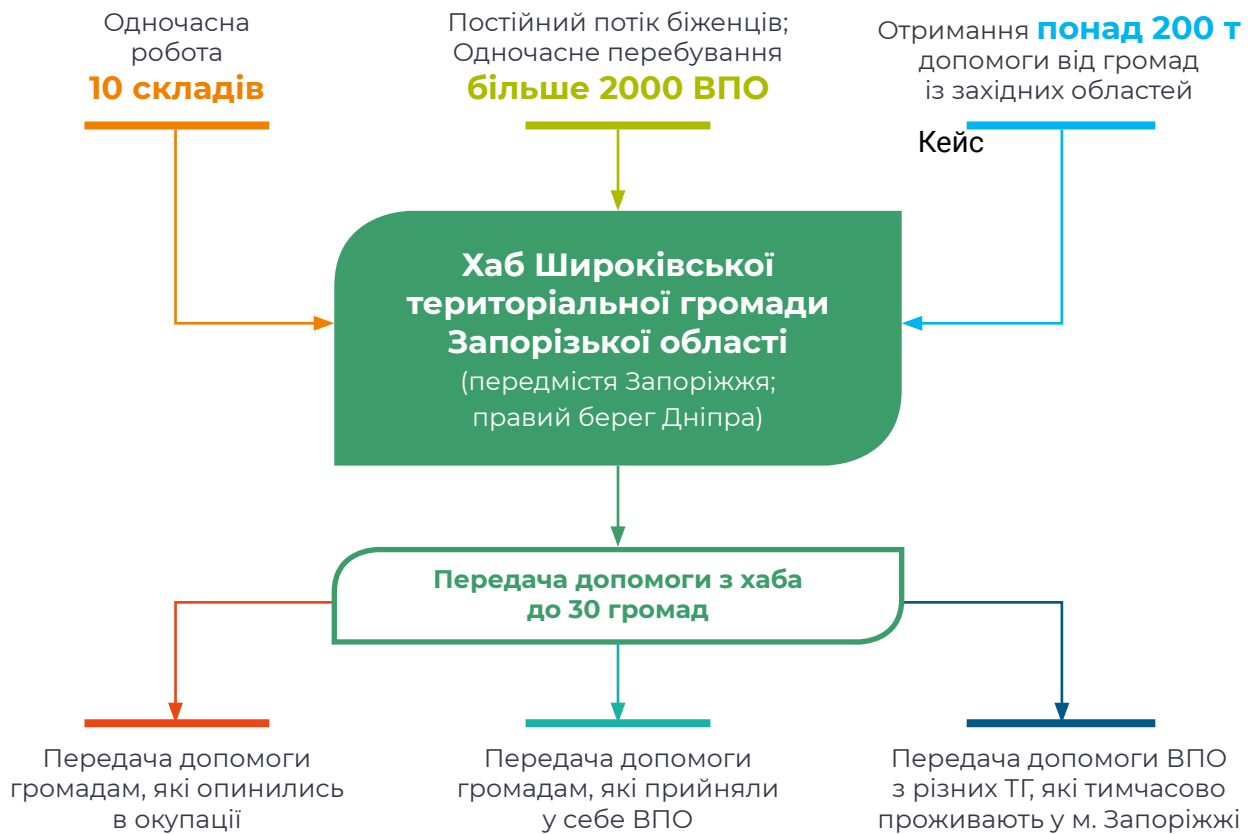 Одночасна
робота
10 складів
Постійний потік біженців;
Одночасне перебування
більше 2000 ВПО
Отримання понад 200 т
допомоги від громад
із західних областей
Кейс
Хаб Широківської
територіальної громади
Запорізької області
(передмістя Запоріжжя;
правий берег Дніпра)
Передача допомоги з хаба
до 30 громад
Передача допомоги
громадам, які опинились
в окупації
Передача допомоги
громадам, які прийняли
у себе ВПО
Передача допомоги ВПО
з різних ТГ, які тимчасово
проживають у м. Запоріжжі